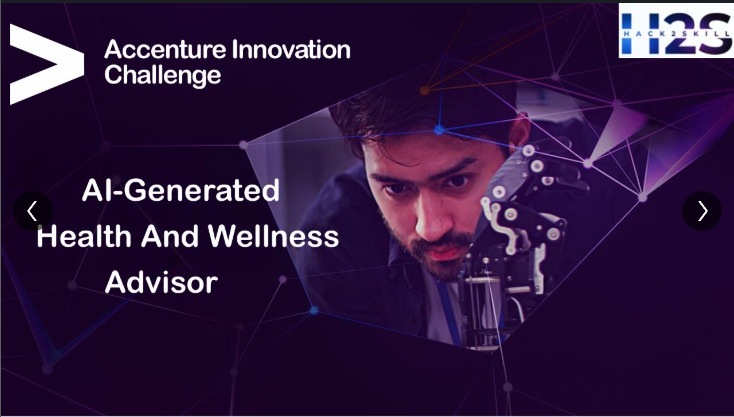 Accenture Innovation
Challenge
H2S
HACK2SKILL
AI-Generated
Health And Wellness
Advisor